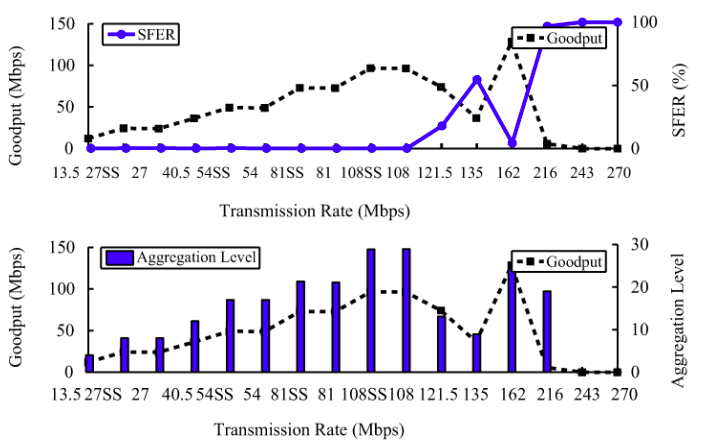 150
100
50
0
Goodput (Mbps)
SFER
Goodput
100
50
0
SFER (%)
13.5 27SS 27 40.5 54SS 54 81SS 81 108SS 108 121.5 135 162 216 243 270
Transmission Rate (Mbps)
150
100
50
0
Goodput (Mbps)
Aggregation Level
Goodput
30
20
10
0
Aggregation Level
13.5 27SS 27 40.5 54SS 54 81SS 81 108SS 108 121.5 135 162 216 243 270
Transmission Rate (Mbps)